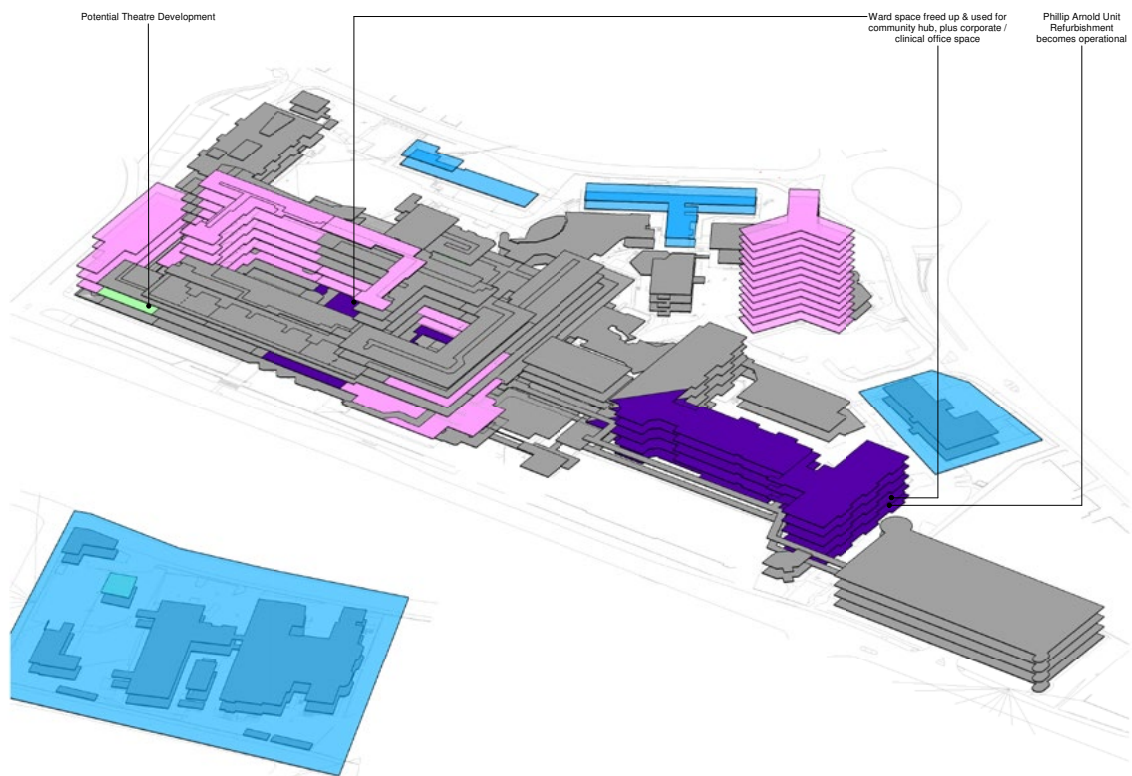 Potential Theatre Development
Ward space freed up & used for
community hub, plus corporate /
clinical office space
Phillip Arnold Unit
Refurbishment
becomes operational